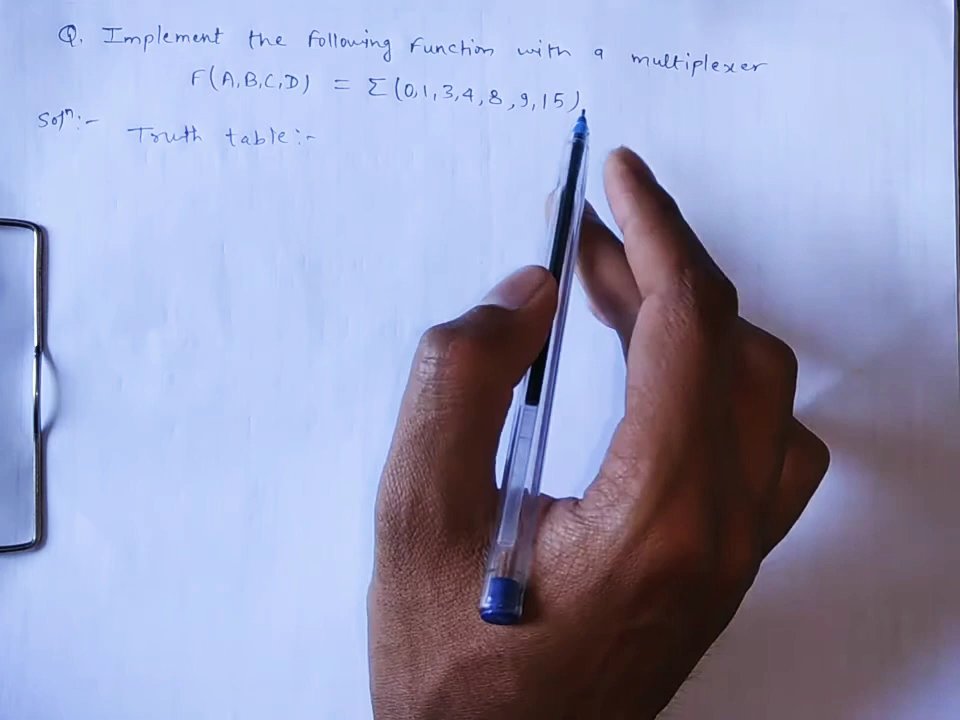 Q. Implement the following function with a multiplexer
F(A,B,C,D) = Σ(0,1,3,4,8,9,15)
Solⁿ:-
Truth table:-